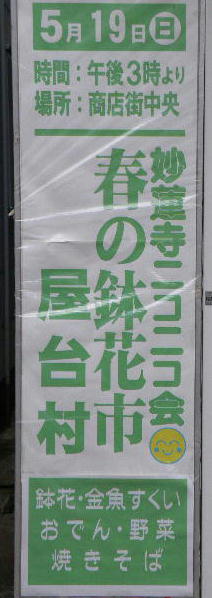 5月19日㊐
時間：午後3時より
場所：商店街中央
妙蓮寺ニコニコ会
春の鉢花市
屋台村
鉢花・金魚すくい
おでん・野菜
焼きそば